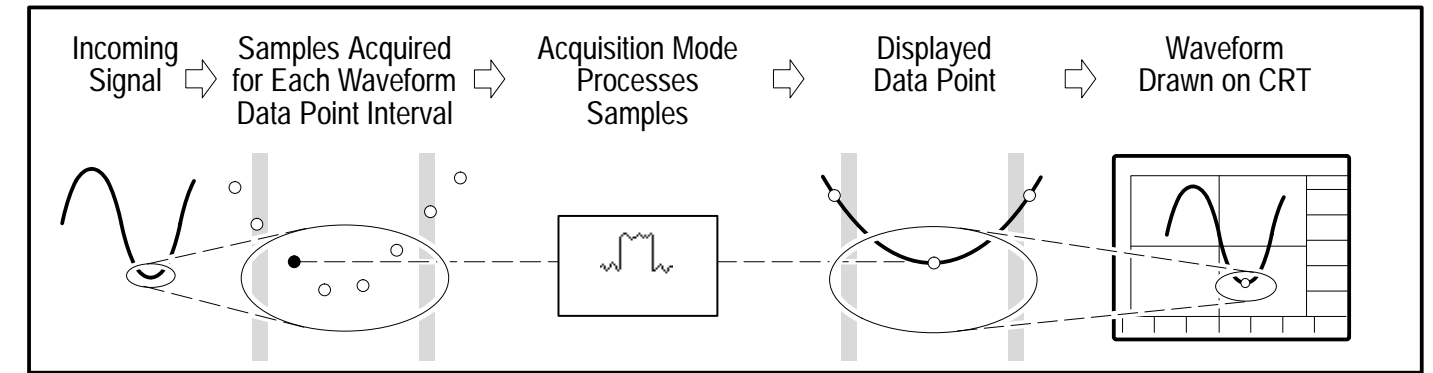 Incoming
Signal
Samples Acquired
for Each Waveform
Data Point Interval
Acquisition Mode
Processes
Samples
Displayed
Data Point
Waveform
Drawn on CRT